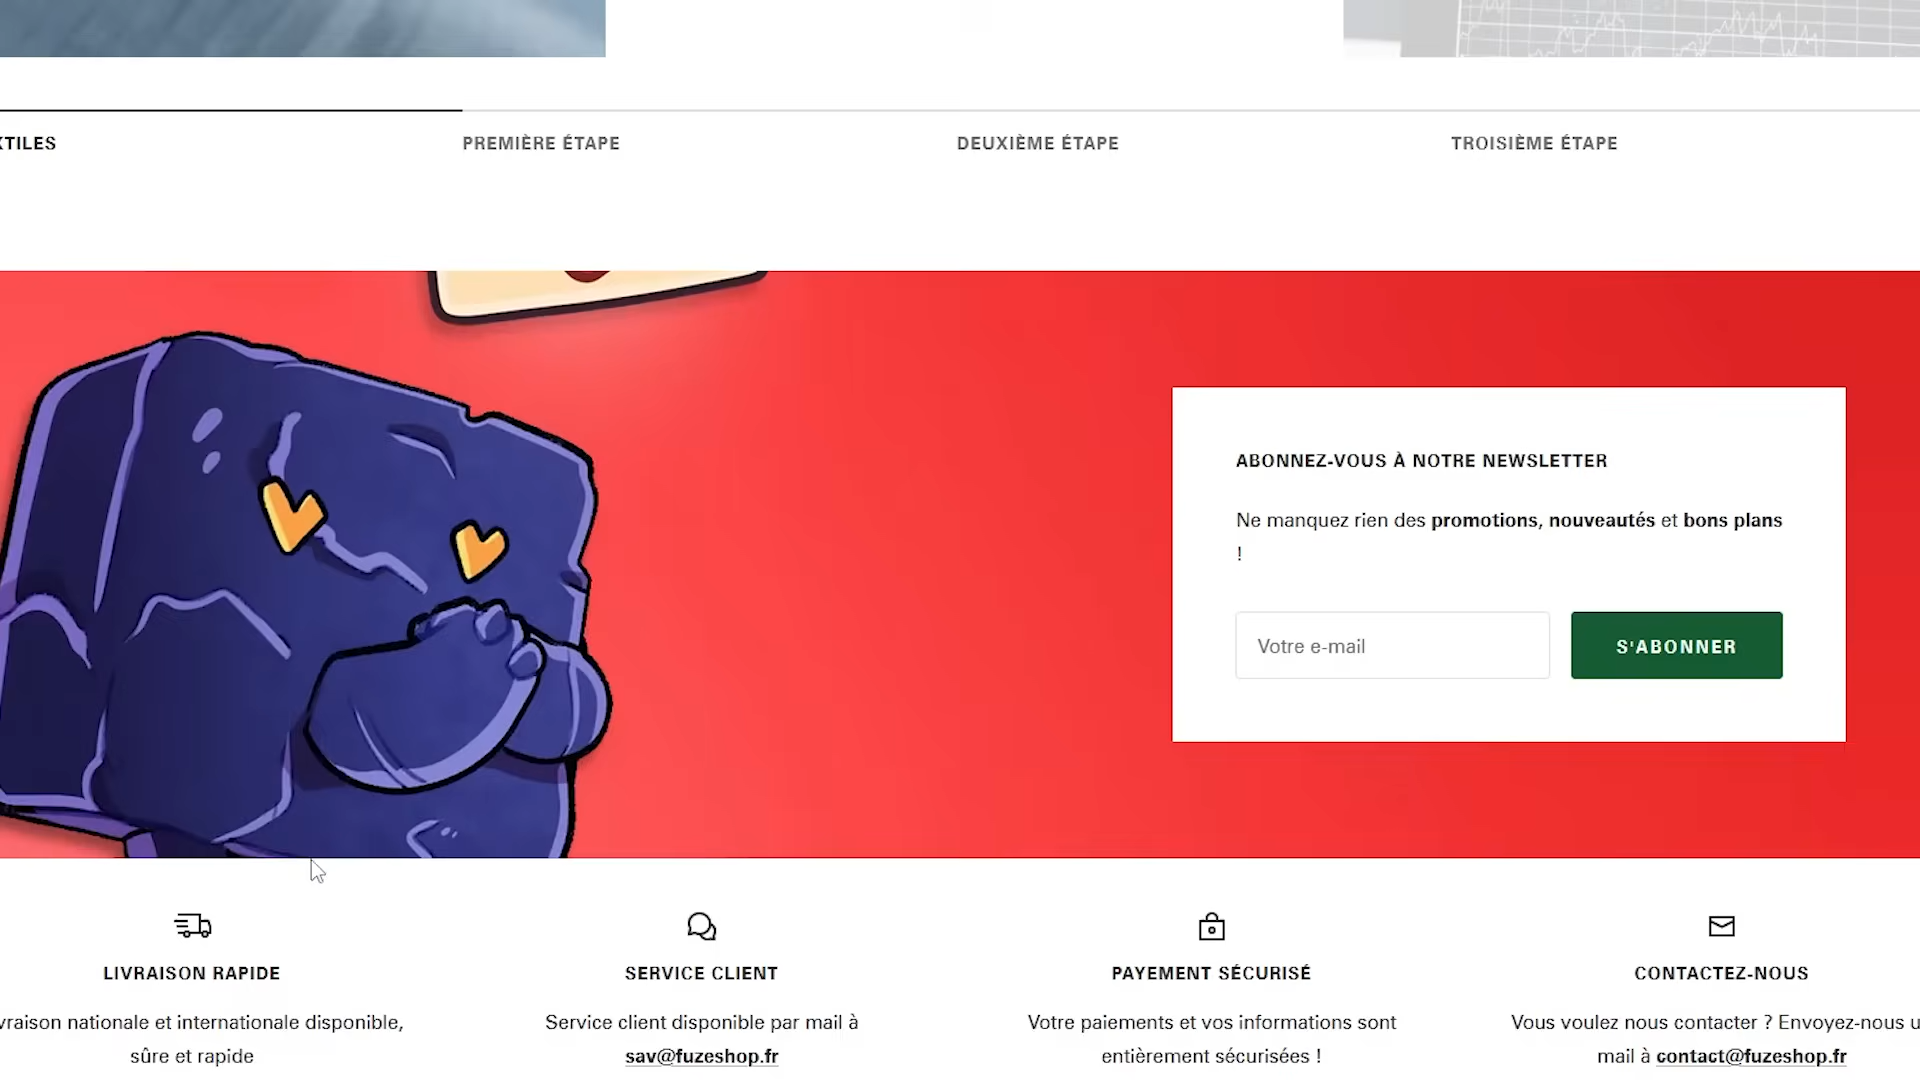 XTILES
PREMIÈRE ÉTAPE
DEUXIÈME ÉTAPE
TROISIÈME ÉTAPE
ABONNEZ-VOUS À NOTRE NEWSLETTER
Ne manquez rien des promotions, nouveautés et bons plans
!
Votre e-mail
S'ABONNER
LIVRAISON RAPIDE
vraison nationale et internationale disponible,
sûre et rapide
SERVICE CLIENT
Service client disponible par mail à
sav@fuzeshop.fr
PAYEMENT SÉCURISÉ
Votre paiements et vos informations sont
entièrement sécurisées !
CONTACTEZ-NOUS
Vous voulez nous contacter ? Envoyez-nous u
mail à contact@fuzeshop.fr